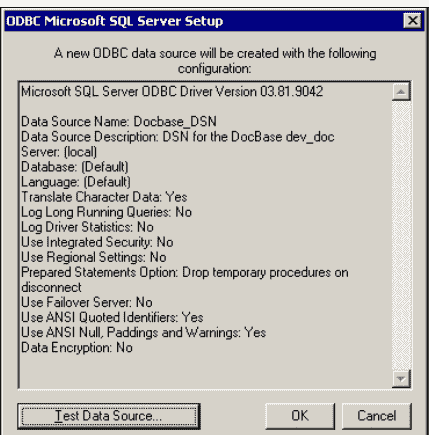 ODBC Microsoft SQL Server Setup
A new ODBC data source will be created with the following
configuration:
Microsoft SQL Server ODBC Driver Version 03.81.9042
Data Source Name: Docbase_DSN
Data Source Description: DSN for the DocBase dev_doc
Server: (local)
Database: (Default)
Language: (Default)
Translate Character Data: Yes
Log Long Running Queries: No
Log Driver Statistics: No
Use Integrated Security: No
Use Regional Settings: No
Prepared Statements Option: Drop temporary procedures on
disconnect
Use Failover Server: No
Use ANSI Quoted Identifiers: Yes
Use ANSI Null, Paddings and Warnings: Yes
Data Encryption: No
Test Data Source... OK Cancel